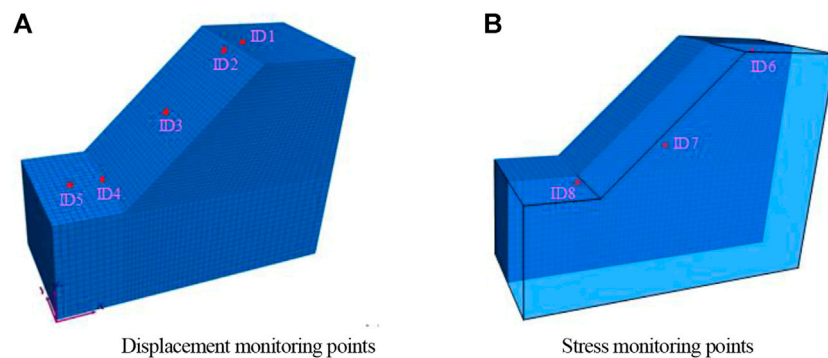 A
B
ID1
ID2
ID3
ID4
ID5
ID6
ID7
ID8
Displacement monitoring points
Stress monitoring points